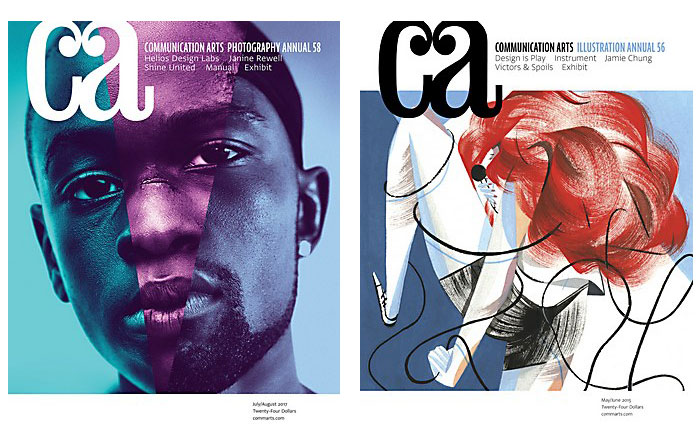 ca
COMMUNICATION ARTS PHOTOGRAPHY ANNUAL 58
Helios Design Labs Janine Rewell
Shine United Manual Exhibit
July/August 2017
Twenty-Four Dollars
commarts.com
ca
COMMUNICATION ARTS ILLUSTRATION ANNUAL 56
Design is Play Instrument Jamie Chung
Victors & Spoils Exhibit
May/June 2015
Twenty-Four Dollars
commarts.com